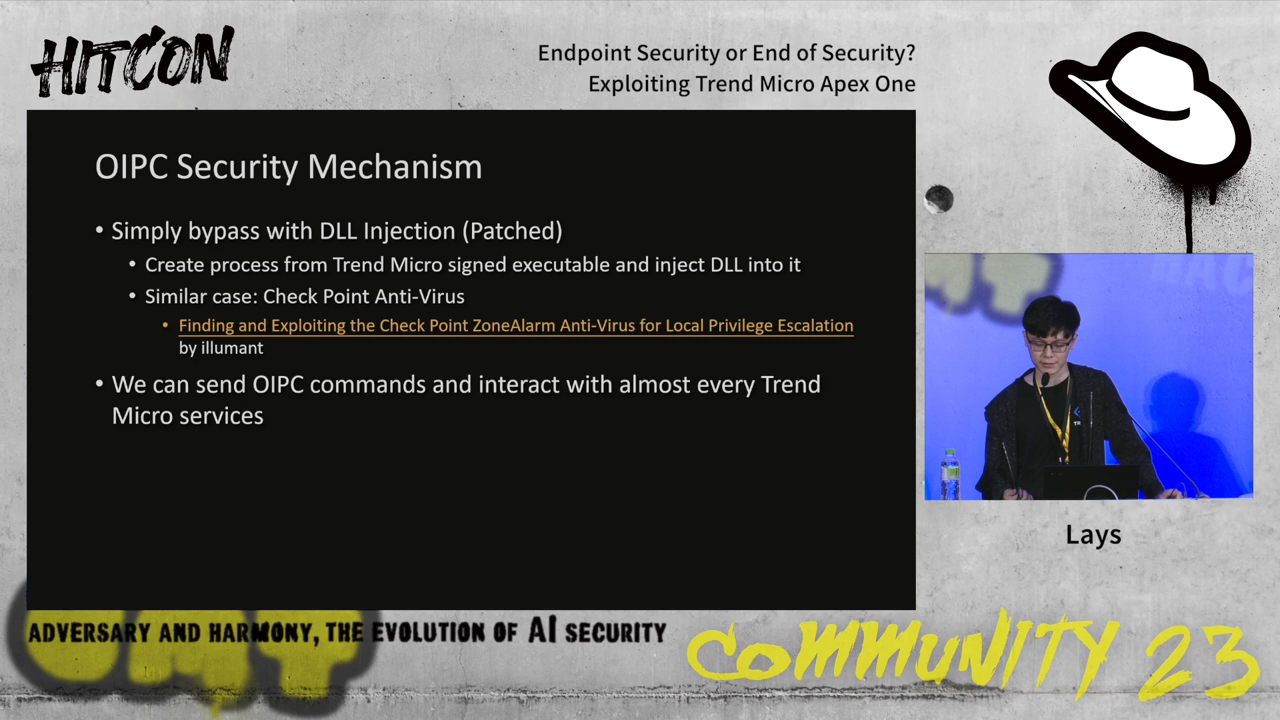 HITCON
Endpoint Security or End of Security?
Exploiting Trend Micro Apex One
OIPC Security Mechanism
• Simply bypass with DLL Injection (Patched)
• Create process from Trend Micro signed executable and inject DLL into it
• Similar case: Check Point Anti-Virus
• Finding and Exploiting the Check Point ZoneAlarm Anti-Virus for Local Privilege Escalation
by illumant
• We can send OIPC commands and interact with almost every Trend
Micro services
Lays
ADVERSARY AND HARMONY, THE EVOLUTION OF AI SECURITY
COMMUNITY 23